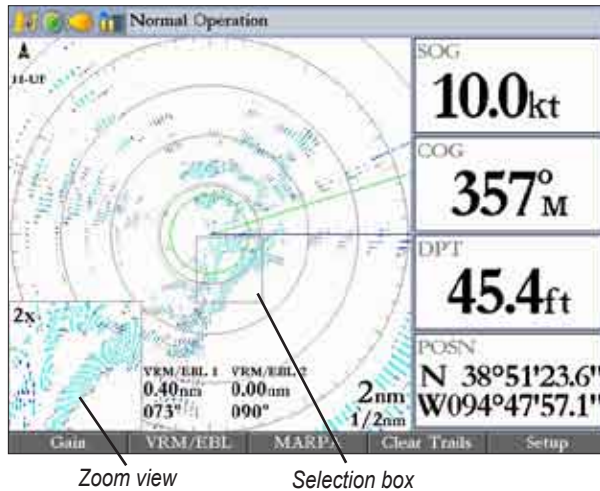 Normal Operation
H-UP
SOG
10.0kt
COG
357°M
DPT
45.4ft
POSN
N 38°51'23.6"
W094°47'57.1"
2x
VRM/EBL 1 VRM/EBL 2
0.40nm 0.00nm
073° 090°
2nm
1/2nm
Gain VRM/EBL MARPA Clear Trails Setup
Zoom view Selection box